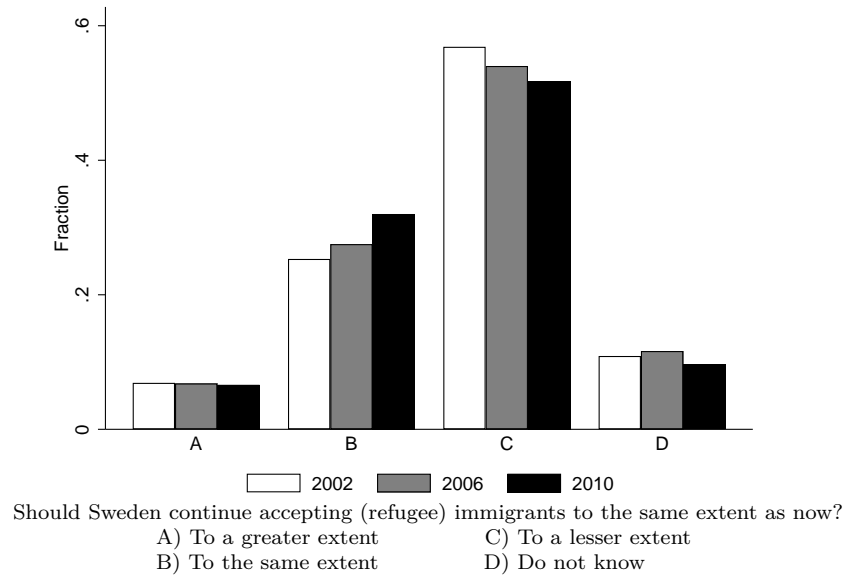 .6
.4
.2
0
Fraction
A B C D
2002 2006 2010
Should Sweden continue accepting (refugee) immigrants to the same extent as now?
A) To a greater extent C) To a lesser extent
B) To the same extent D) Do not know